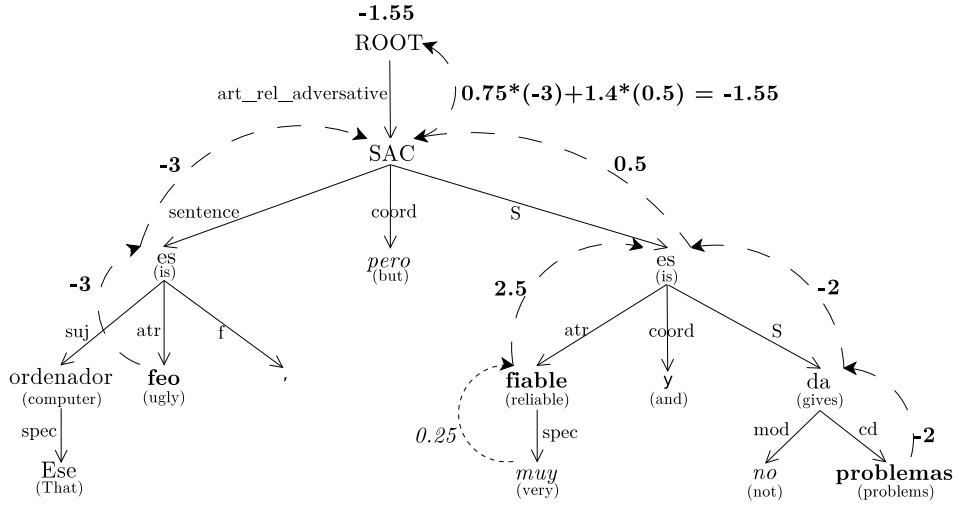 -1.55
ROOT
art_rel_adversative
0.75*(-3)+1.4*(0.5) = -1.55
SAC
-3
0.5
sentence
coord
S
es
(is)
pero
(but)
es
(is)
-3
2.5
-2
suj
atr
f
atr
coord
S
ordenador
(computer)
feo
(ugly)
,
fiable
(reliable)
y
(and)
da
(gives)
spec
0.25
spec
mod
cd
-2
Ese
(That)
muy
(very)
no
(not)
problemas
(problems)